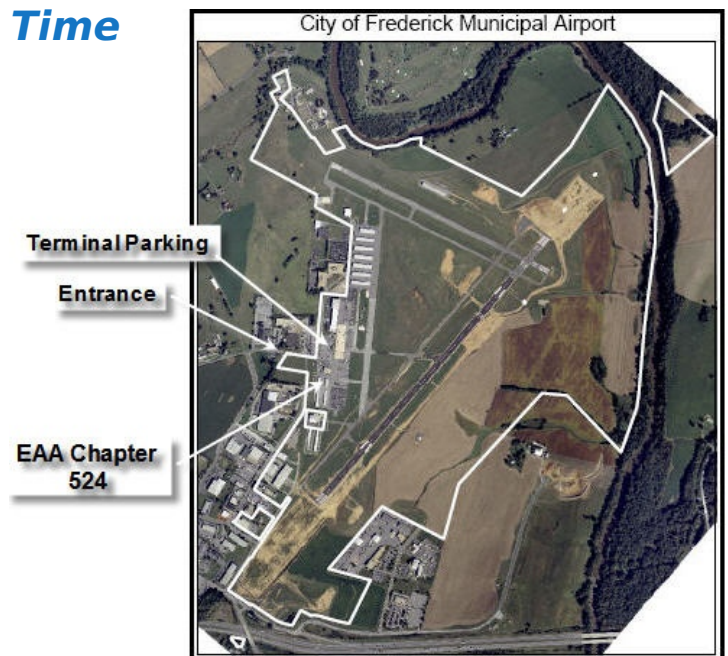 Time
City of Frederick Municipal Airport
Terminal Parking
Entrance
EAA Chapter
524